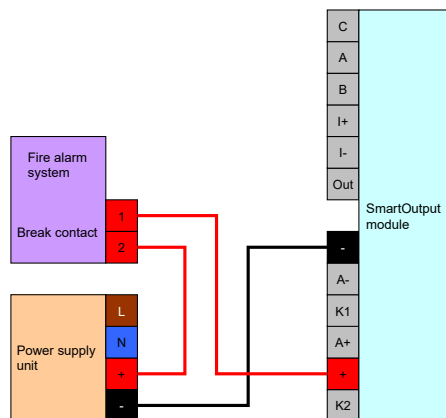 C
A
B
I+
I-
Out
Fire alarm
system
Break contact
1
2
SmartOutput
module
-
A-
K1
A+
+
K2
Power supply
unit
L
N
+
-